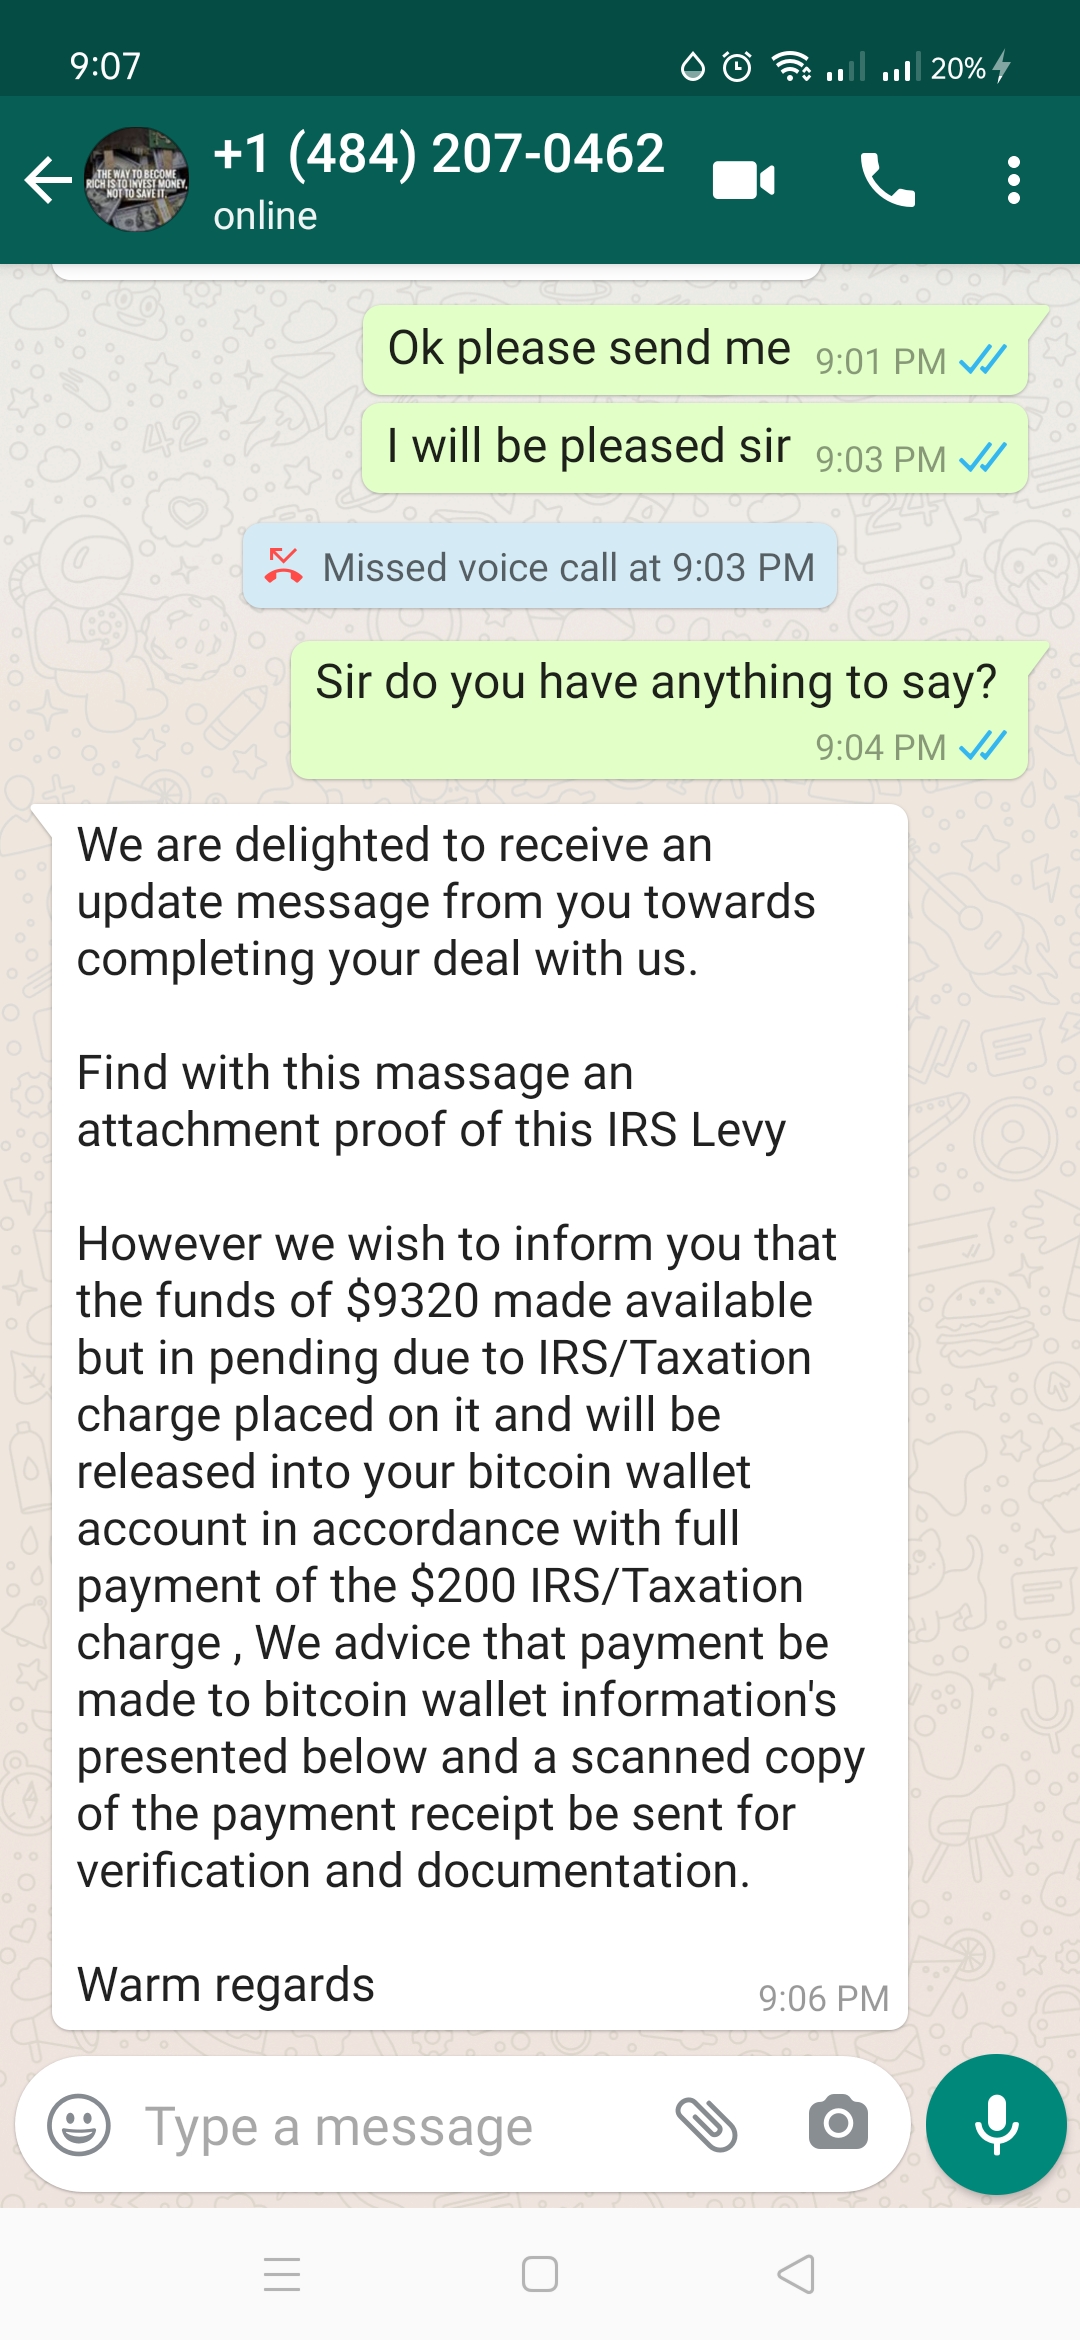 9:07
20%
THE WAY TO BECOME
RICH IS TO INVEST MONEY,
NOT TO SAVE IT.
+1 (484) 207-0462
online
Ok please send me 9:01 PM
I will be pleased sir 9:03 PM
Missed voice call at 9:03 PM
Sir do you have anything to say?
9:04 PM
We are delighted to receive an
update message from you towards
completing your deal with us.
Find with this massage an
attachment proof of this IRS Levy
However we wish to inform you that
the funds of $9320 made available
but in pending due to IRS/Taxation
charge placed on it and will be
released into your bitcoin wallet
account in accordance with full
payment of the $200 IRS/Taxation
charge , We advice that payment be
made to bitcoin wallet information's
presented below and a scanned copy
of the payment receipt be sent for
verification and documentation.
Warm regards 9:06 PM
Type a message